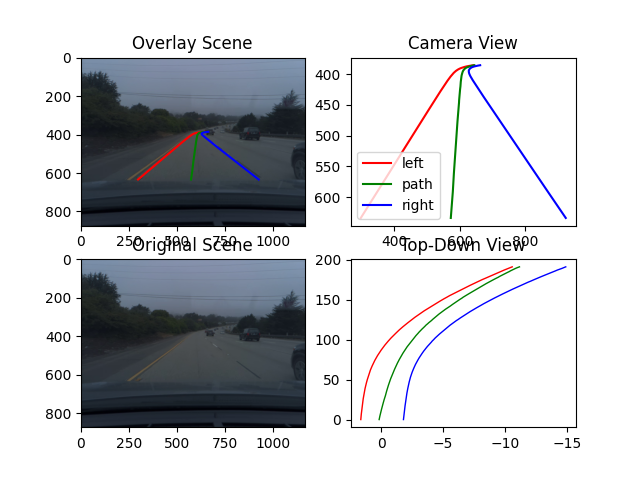 Overlay Scene
0
200
400
600
800
0 250 500 750 1000
Camera View
400
450
500
550
600
left
path
right
400 600 800
Original Scene
0
200
400
600
800
0 250 500 750 1000
Top-Down View
200
150
100
50
0
0 −5 −10 −15